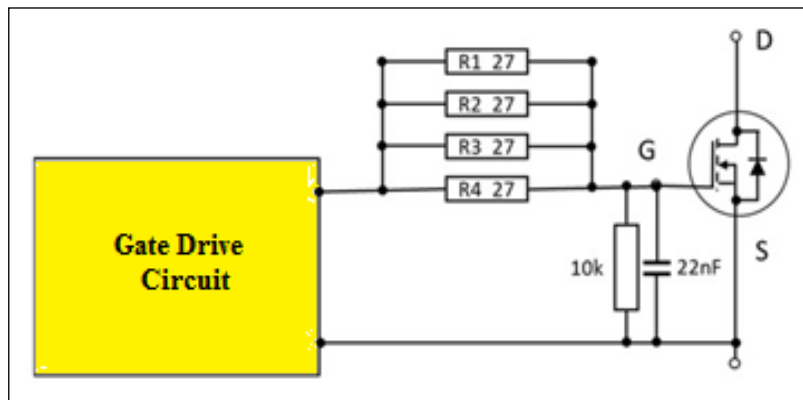 R1 27
R2 27
R3 27
R4 27
D
G
S
Gate Drive
Circuit
10k
22nF